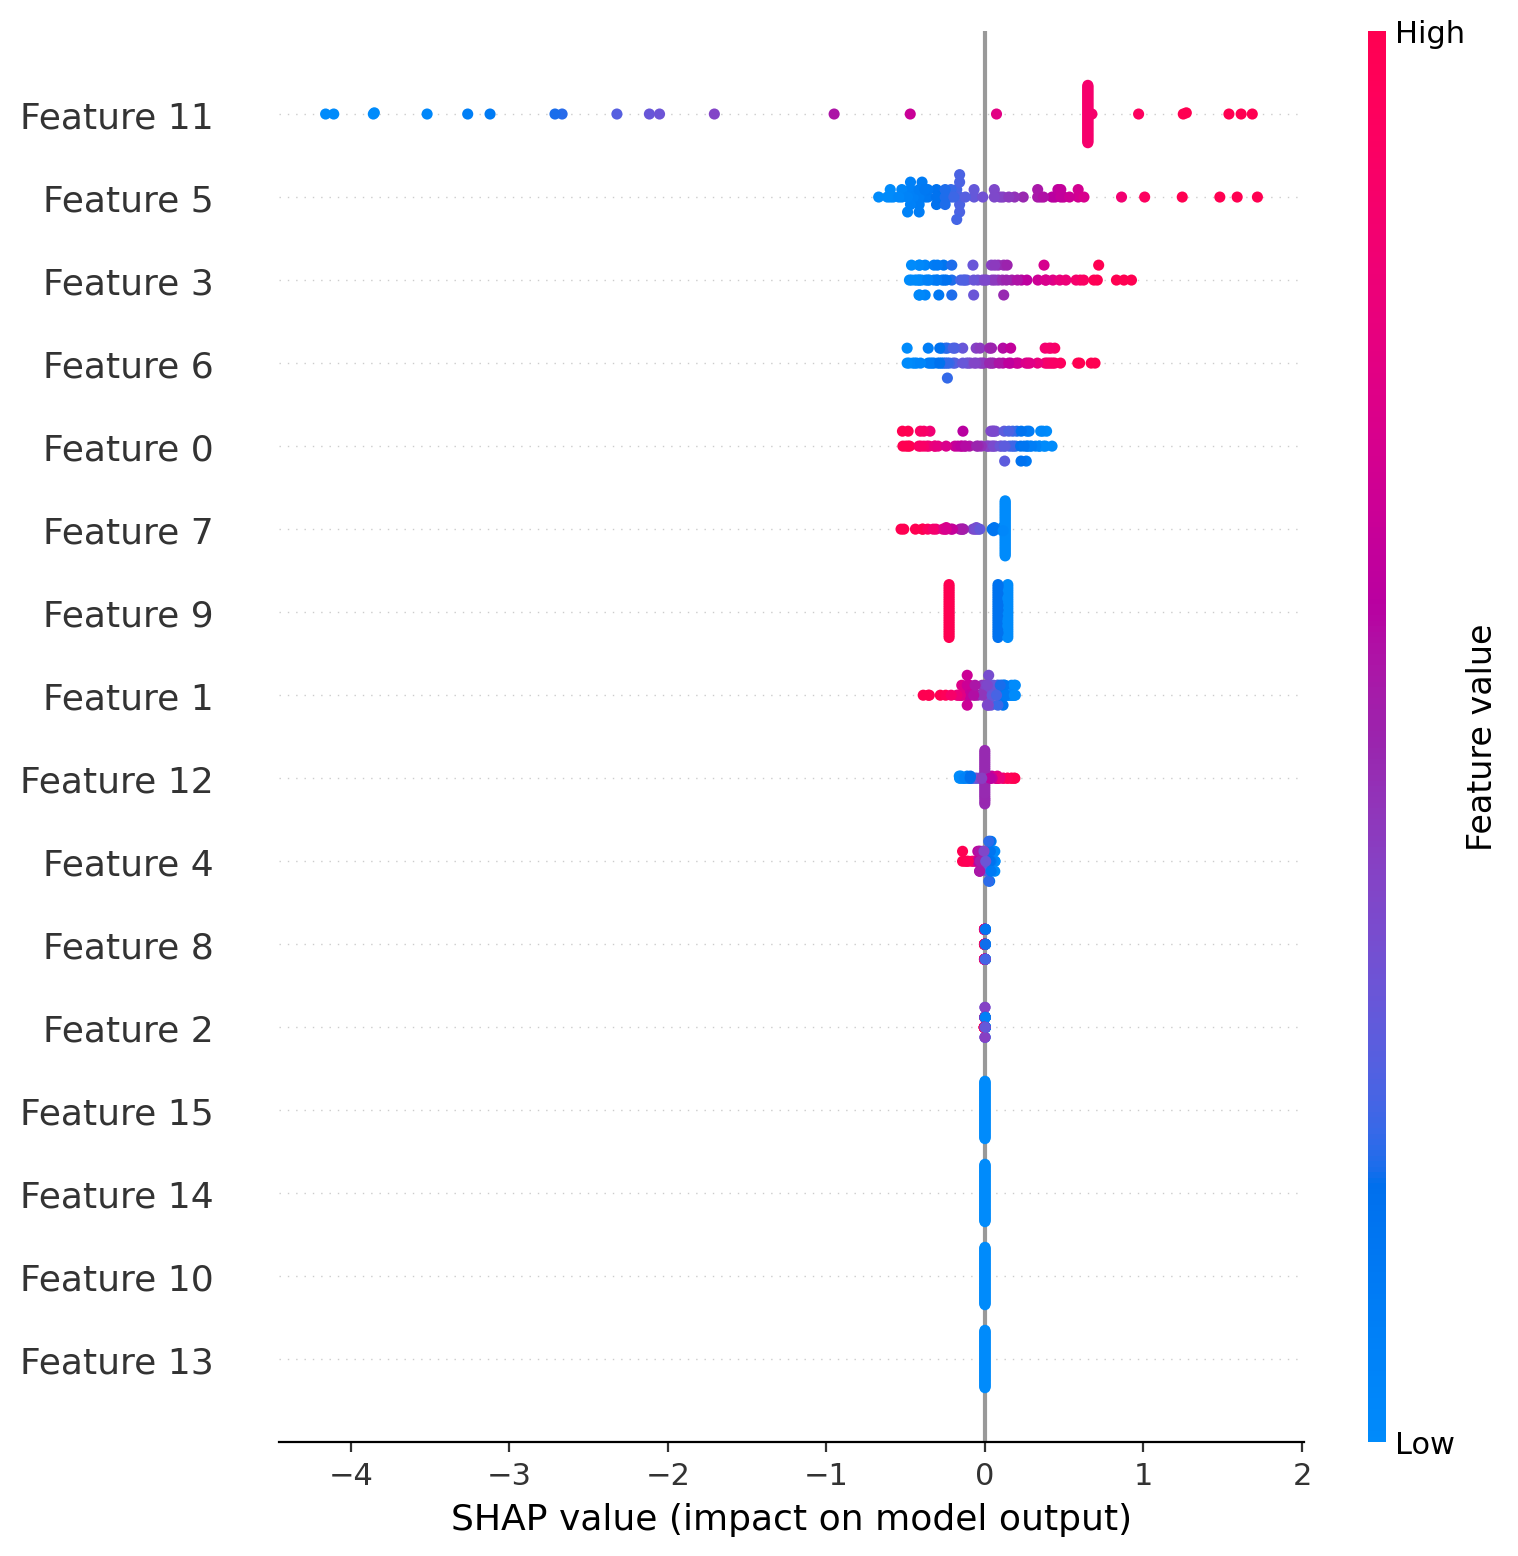 High
Feature 11
Feature 5
Feature 3
Feature 6
Feature 0
Feature 7
Feature 9
Feature 1
Feature 12
Feature 4
Feature 8
Feature 2
Feature 15
Feature 14
Feature 10
Feature 13
Feature value
Low
−4 −3 −2 −1 0 1 2
SHAP value (impact on model output)